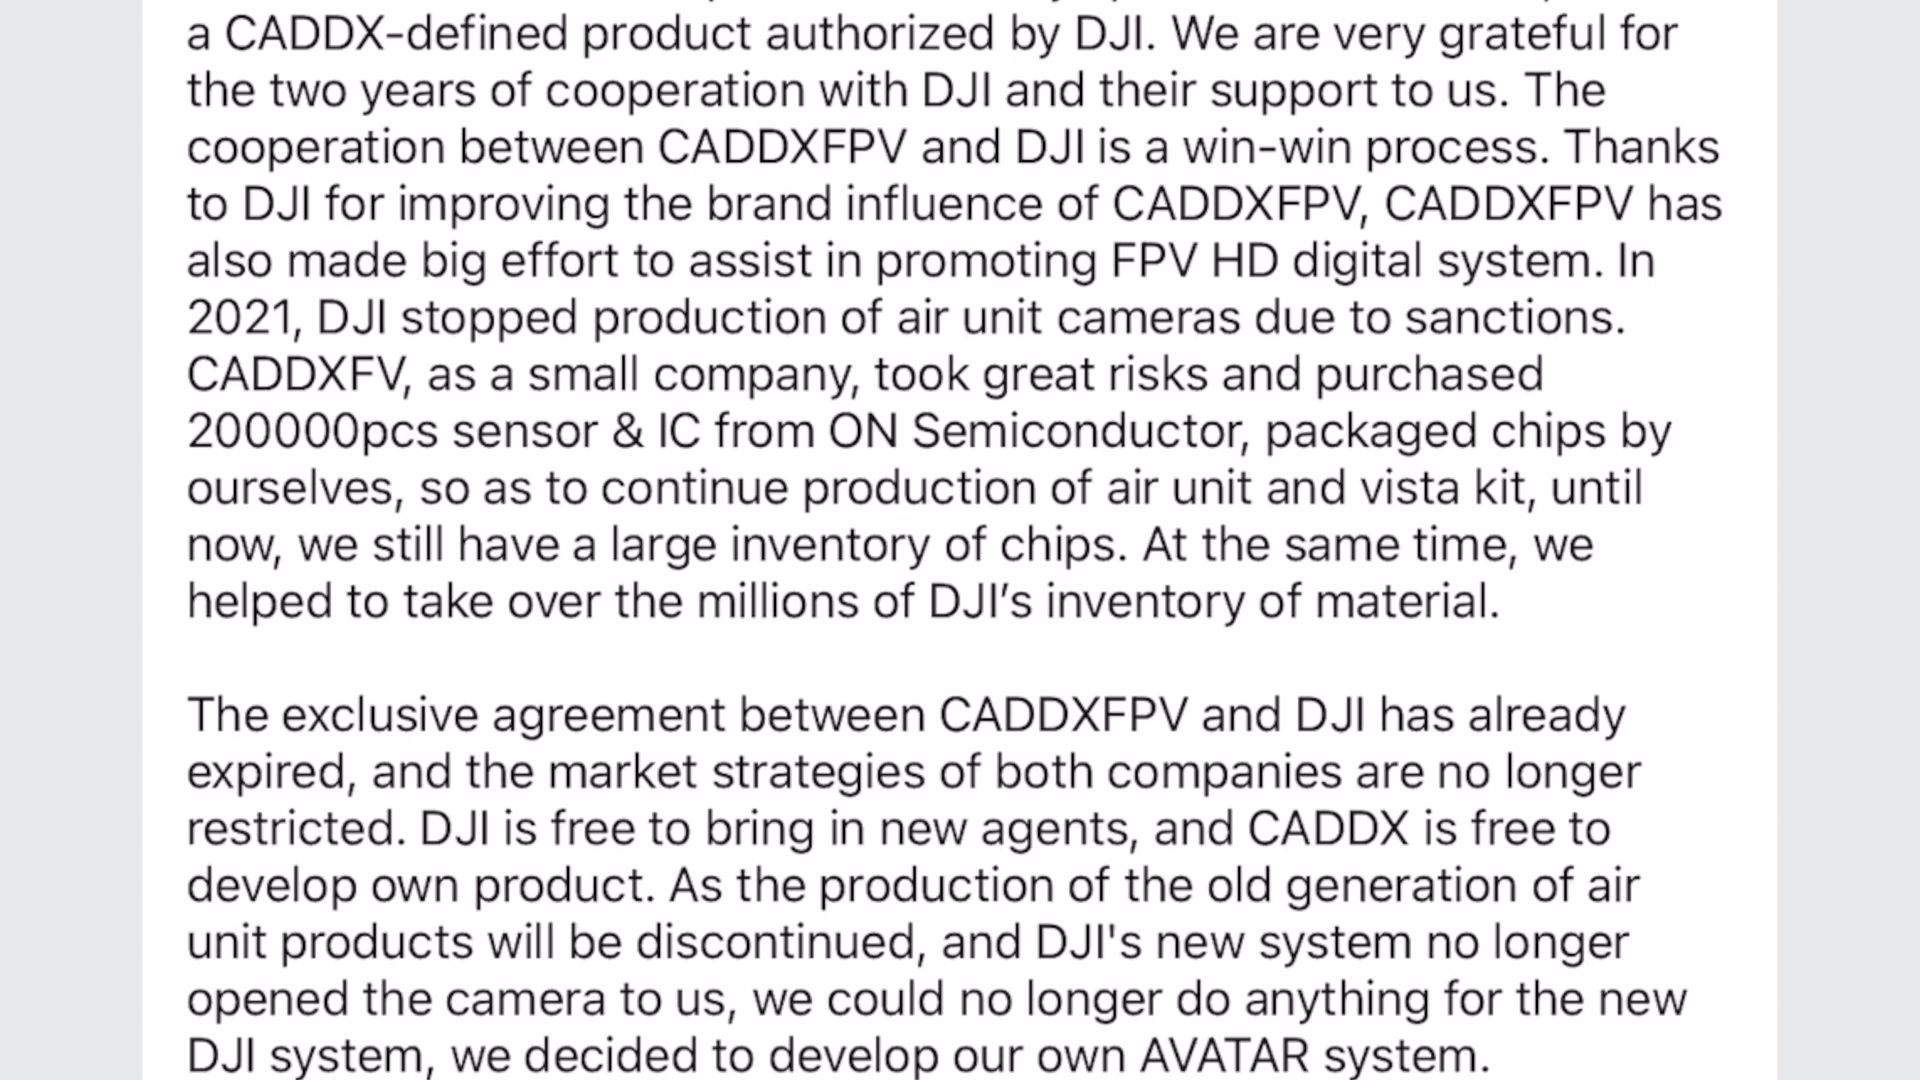 a CADDX-defined product authorized by DJI. We are very grateful for
the two years of cooperation with DJI and their support to us. The
cooperation between CADDXFPV and DJI is a win-win process. Thanks
to DJI for improving the brand influence of CADDXFPV, CADDXFPV has
also made big effort to assist in promoting FPV HD digital system. In
2021, DJI stopped production of air unit cameras due to sanctions.
CADDXFV, as a small company, took great risks and purchased
200000pcs sensor & IC from ON Semiconductor, packaged chips by
ourselves, so as to continue production of air unit and vista kit, until
now, we still have a large inventory of chips. At the same time, we
helped to take over the millions of DJI’s inventory of material.
The exclusive agreement between CADDXFPV and DJI has already
expired, and the market strategies of both companies are no longer
restricted. DJI is free to bring in new agents, and CADDX is free to
develop own product. As the production of the old generation of air
unit products will be discontinued, and DJI's new system no longer
opened the camera to us, we could no longer do anything for the new
DJI system, we decided to develop our own AVATAR system.